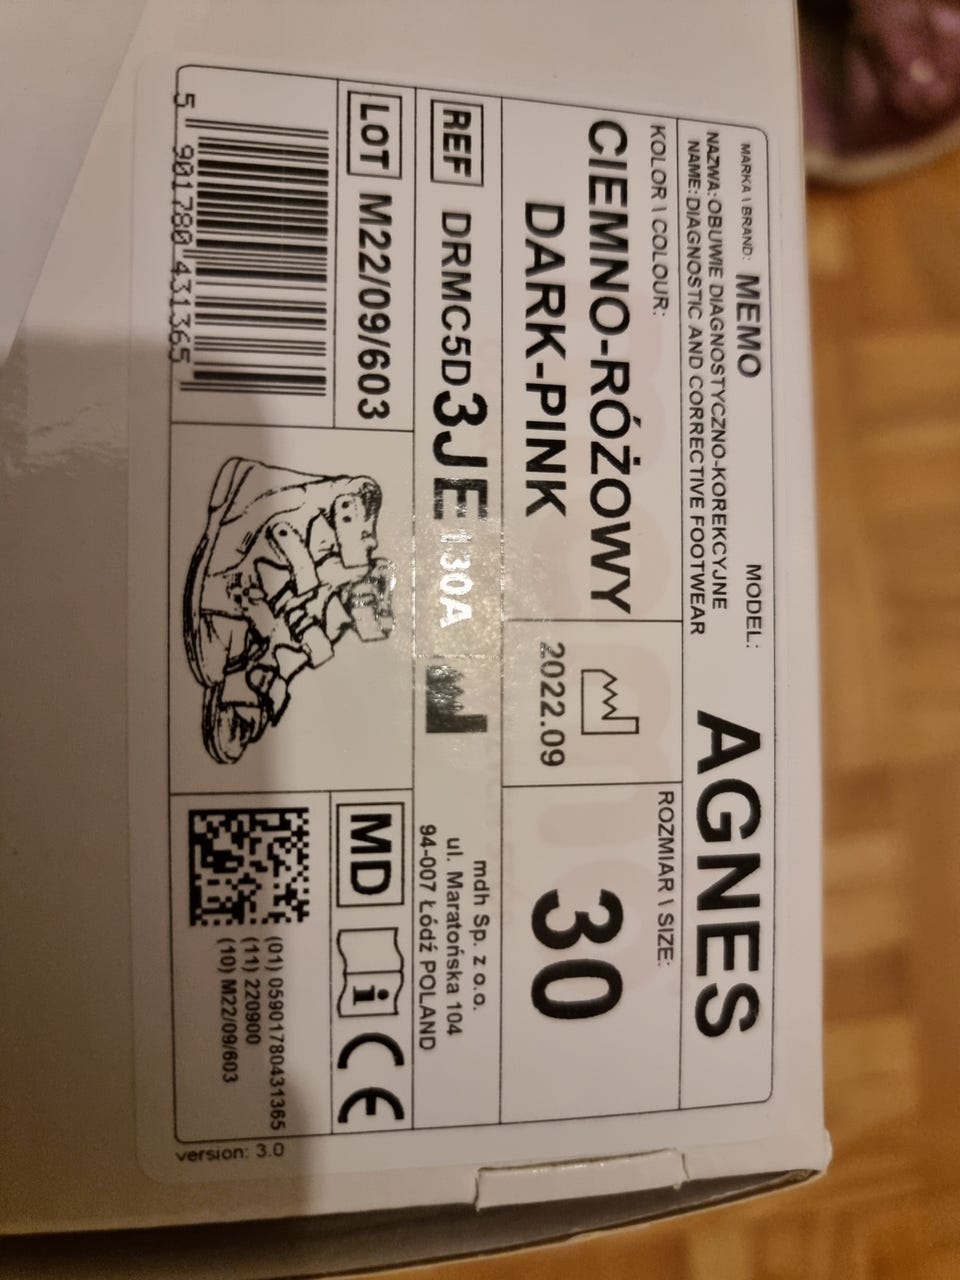 MARKA \ BRAND: MEMO
MODEL: AGNES
NAZWA: OBUWIE DIAGNOSTYCZNO-KOREKCYJNE
NAME: DIAGNOSTIC AND CORRECTIVE FOOTWEAR
KOLOR \ COLOUR:
CIEMNO-RÓŻOWY
DARK-PINK
2022.09
ROZMIAR \ SIZE:
30
REF DRMC5D3JE130A
mdh Sp. z o.o.
ul. Maratońska 104
94-007 Łódź POLAND
LOT M22/09/603
MD i CE
5 901780 431365
(01) 05901780431365
(11) 220900
(10) M22/09/603
version: 3.0